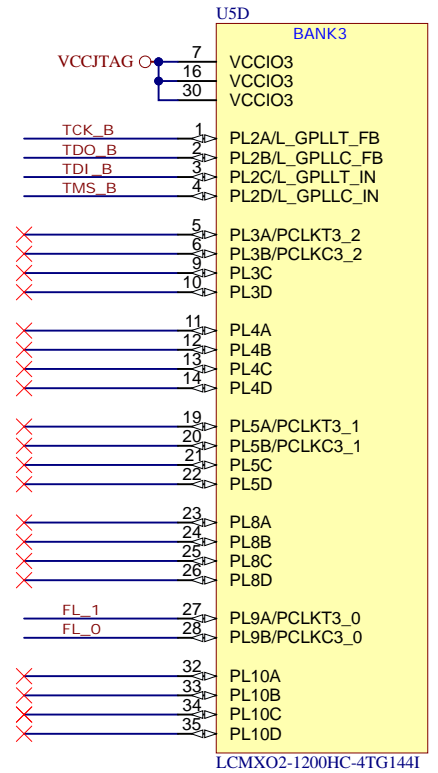 U5D
BANK3
VCCJTAG 7 VCCIO3
16 VCCIO3
30 VCCIO3
TCK_B 1 PL2A/L_GPLLT_FB
TDO_B 2 PL2B/L_GPLLC_FB
TDI_B 3 PL2C/L_GPLLT_IN
TMS_B 4 PL2D/L_GPLLC_IN
5 PL3A/PCLKT3_2
6 PL3B/PCLKC3_2
9 PL3C
10 PL3D
11 PL4A
12 PL4B
13 PL4C
14 PL4D
19 PL5A/PCLKT3_1
20 PL5B/PCLKC3_1
21 PL5C
22 PL5D
23 PL8A
24 PL8B
25 PL8C
26 PL8D
FL_1 27 PL9A/PCLKT3_0
FL_0 28 PL9B/PCLKC3_0
32 PL10A
33 PL10B
34 PL10C
35 PL10D
LCMXO2-1200HC-4TG144I